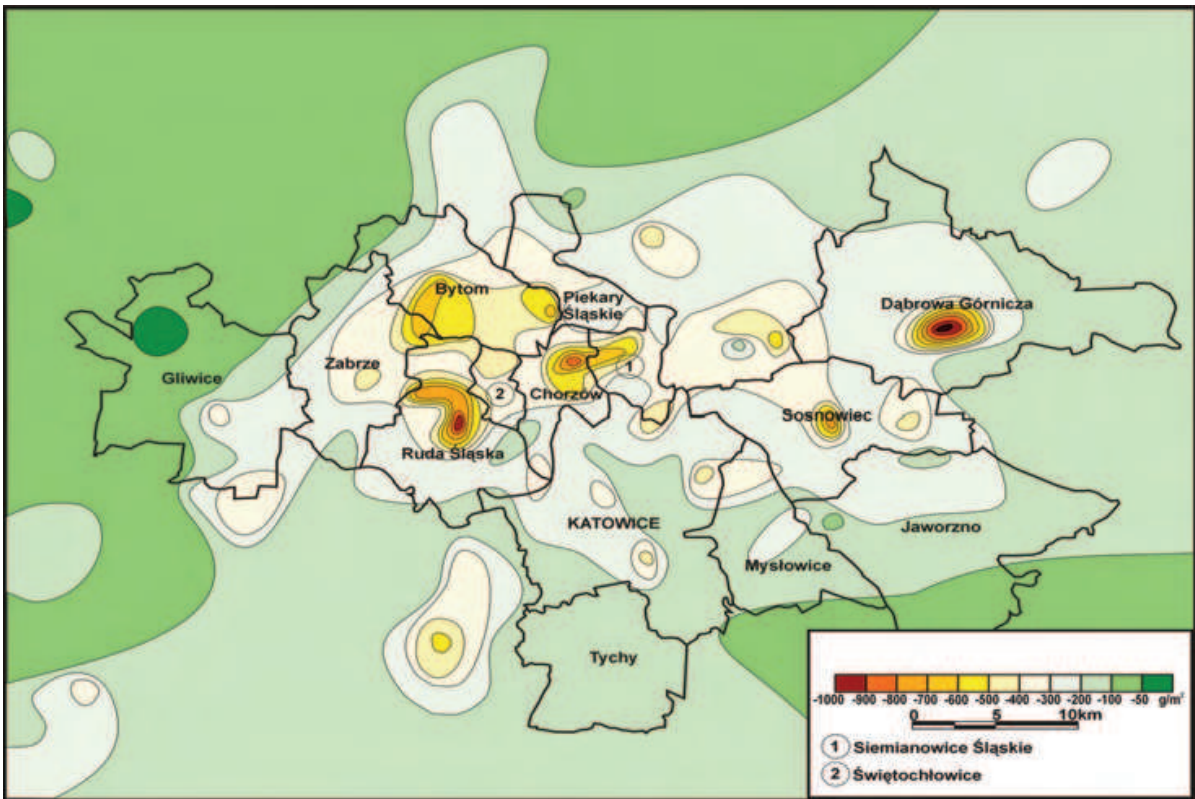 Bytom
Piekary
Śląskie
Dąbrowa Górnicza
Zabrze
Gliwice
1
2
Chorzów
Sosnowiec
Ruda Śląska
KATOWICE
Jaworzno
Mysłowice
Tychy
-1000 -900 -800 -700 -600 -500 -400 -300 -200 -100 -50 g/m²
0 5 10km
1 Siemianowice Śląskie
2 Świętochłowice